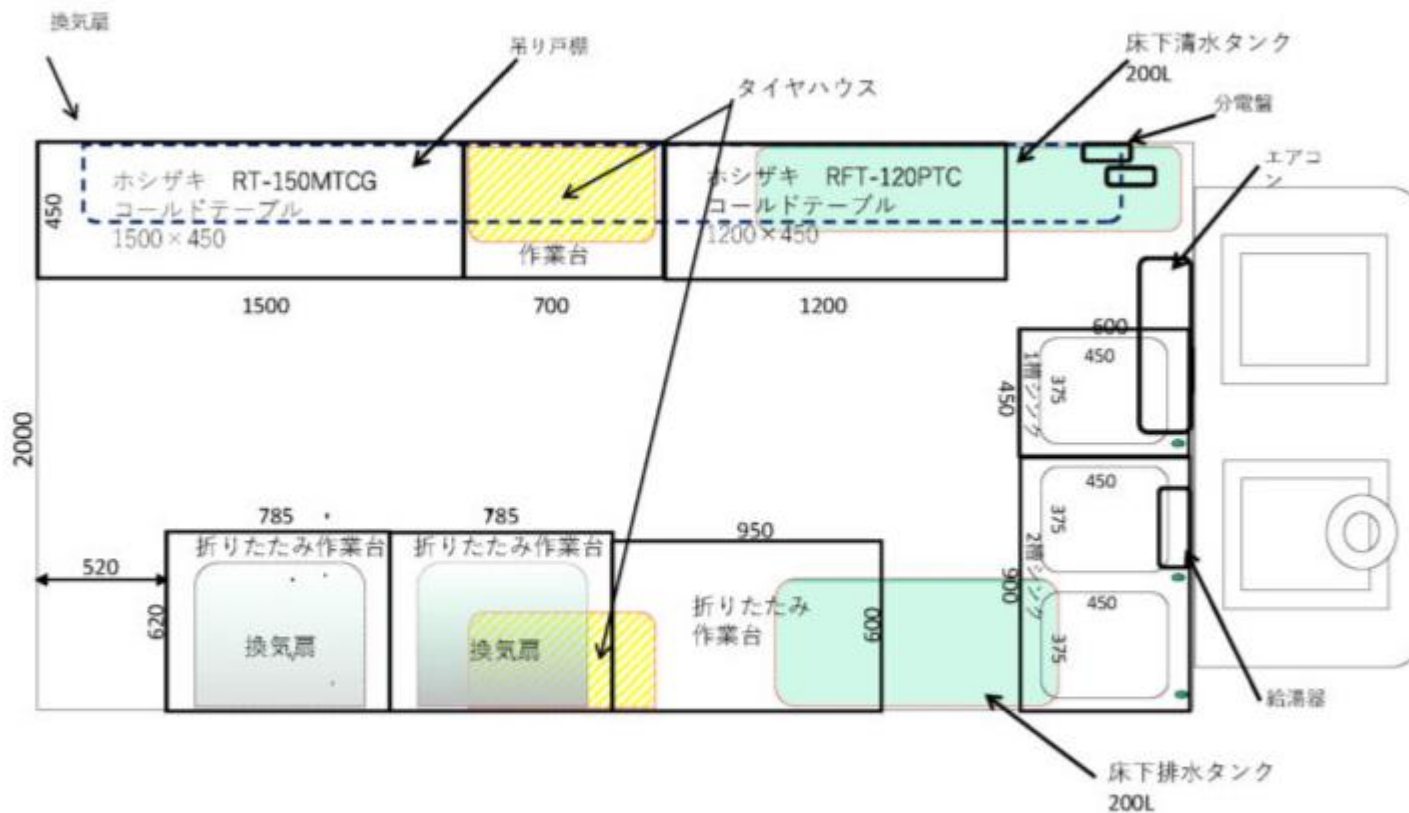 換気扇
吊り戸棚
タイヤハウス
床下清水タンク
200L
分電盤
エアコ
ン
ホシザキ RT-150MTCG
コールドテーブル
1500×450
450
作業台
ホシザキ RFT-120PTC
コールドテーブル
1200×450
1500
700
1200
2000
600
450
375
1槽シンク
450
450
375
2槽シンク
900
450
375
785
折りたたみ作業台
785
折りたたみ作業台
950
520
620
換気扇
換気扇
折りたたみ
作業台
600
給湯器
床下排水タンク
200L